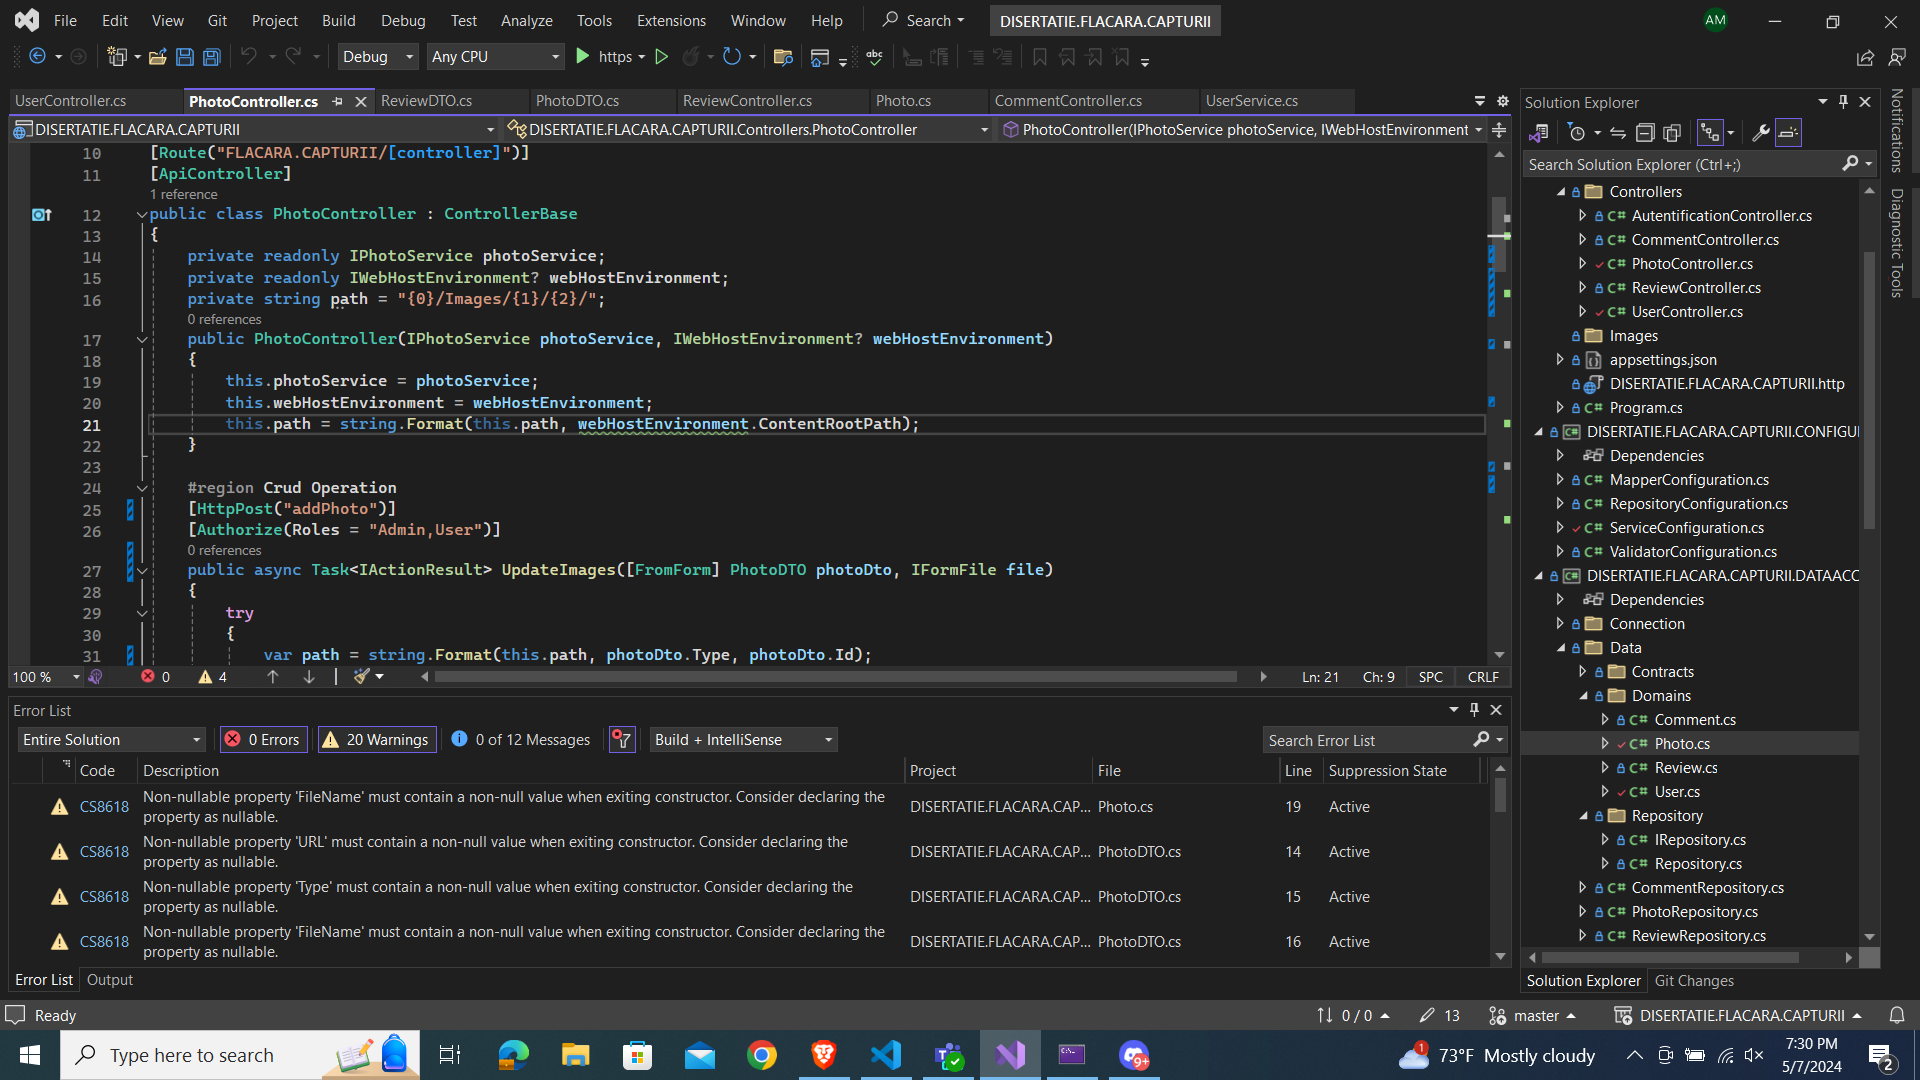 File Edit View Git Project Build Debug Test Analyze Tools Extensions Window Help Search DISERTATIE.FLACARA.CAPTURII AM
Debug Any CPU https
UserController.cs PhotoController.cs ReviewDTO.cs PhotoDTO.cs ReviewController.cs Photo.cs CommentController.cs UserService.cs
DISERTATIE.FLACARA.CAPTURII DISERTATIE.FLACARA.CAPTURII.Controllers.PhotoController PhotoController(IPhotoService photoService, IWebHostEnvironment
10 [Route("FLACARA.CAPTURII/[controller]")]
11 [ApiController]
1 reference
12 public class PhotoController : ControllerBase
13 {
14 private readonly IPhotoService photoService;
15 private readonly IWebHostEnvironment? webHostEnvironment;
16 private string path = "{0}/Images/{1}/{2}/";
0 references
17 public PhotoController(IPhotoService photoService, IWebHostEnvironment? webHostEnvironment)
18 {
19 this.photoService = photoService;
20 this.webHostEnvironment = webHostEnvironment;
21 this.path = string.Format(this.path, webHostEnvironment.ContentRootPath);
22 }
23
24 #region Crud Operation
25 [HttpPost("addPhoto")]
26 [Authorize(Roles = "Admin,User")]
0 references
27 public async Task<IActionResult> UpdateImages([FromForm] PhotoDTO photoDto, IFormFile file)
28 {
29 try
30 {
31 var path = string.Format(this.path, photoDto.Type, photoDto.Id);
100 % 0 4 Ln: 21 Ch: 9 SPC CRLF
Error List
Entire Solution 0 Errors 20 Warnings 0 of 12 Messages Build + IntelliSense Search Error List
Code Description Project File Line Suppression State
CS8618 Non-nullable property 'FileName' must contain a non-null value when exiting constructor. Consider declaring the property as nullable. DISERTATIE.FLACARA.CAP... Photo.cs 19 Active
CS8618 Non-nullable property 'URL' must contain a non-null value when exiting constructor. Consider declaring the property as nullable. DISERTATIE.FLACARA.CAP... PhotoDTO.cs 14 Active
CS8618 Non-nullable property 'Type' must contain a non-null value when exiting constructor. Consider declaring the property as nullable. DISERTATIE.FLACARA.CAP... PhotoDTO.cs 15 Active
CS8618 Non-nullable property 'FileName' must contain a non-null value when exiting constructor. Consider declaring the property as nullable. DISERTATIE.FLACARA.CAP... PhotoDTO.cs 16 Active
Error List Output
Solution Explorer
Search Solution Explorer (Ctrl+;)
Controllers
C# AutentificationController.cs
C# CommentController.cs
C# PhotoController.cs
C# ReviewController.cs
C# UserController.cs
Images
appsettings.json
DISERTATIE.FLACARA.CAPTURII.http
C# Program.cs
DISERTATIE.FLACARA.CAPTURII.CONFIGU
Dependencies
C# MapperConfiguration.cs
C# RepositoryConfiguration.cs
C# ServiceConfiguration.cs
C# ValidatorConfiguration.cs
DISERTATIE.FLACARA.CAPTURII.DATAACC
Dependencies
Connection
Data
Contracts
Domains
C# Comment.cs
C# Photo.cs
C# Review.cs
C# User.cs
Repository
C# IRepository.cs
C# Repository.cs
C# CommentRepository.cs
C# PhotoRepository.cs
C# ReviewRepository.cs
Solution Explorer Git Changes
Notifications
Diagnostic Tools
Ready 0 / 0 13 master DISERTATIE.FLACARA.CAPTURII
Type here to search 9+ 1 73°F Mostly cloudy 7:30 PM
5/7/2024 2